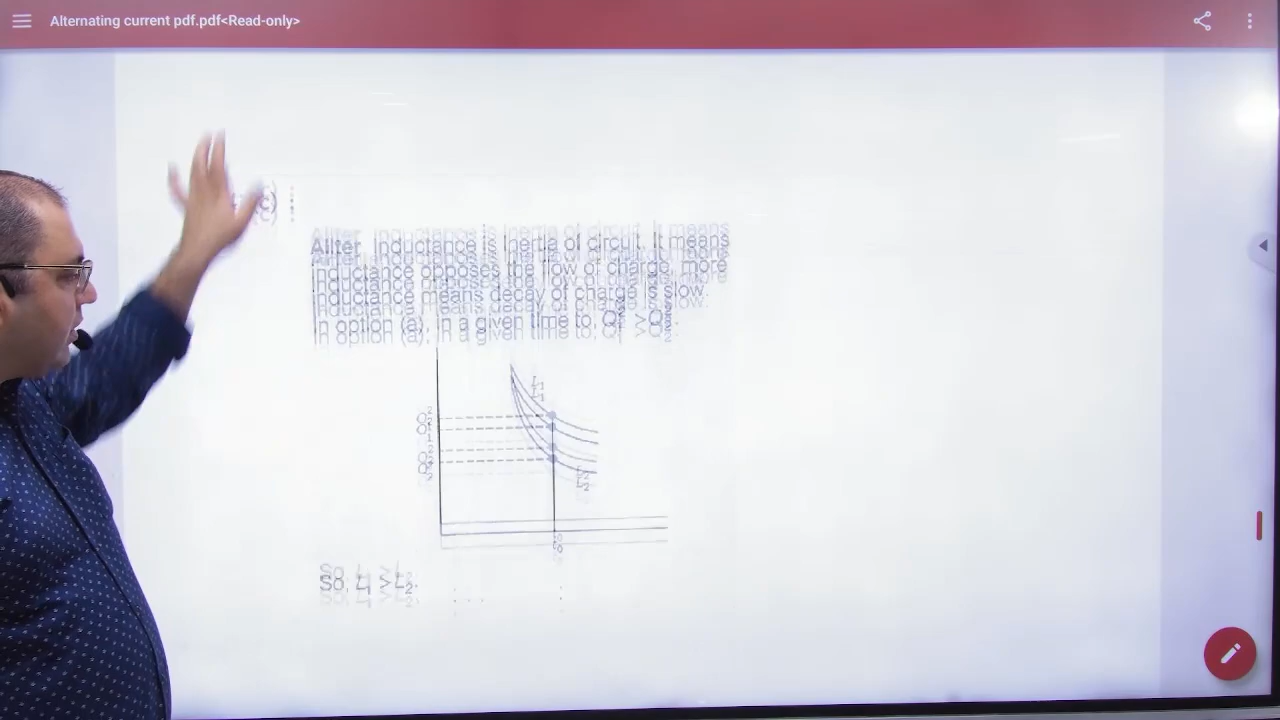 Alternating current pdf.pdf<Read-only>
(c) :
Aliter. Inductance is inertia of circuit. It means
inductance opposes the flow of charge, more
inductance means decay of charge is slow.
In option (a), in a given time to, Q₁ > Q₂.
L₁
Q₁
Q₂
L₂
t₀
So, L₁ > L₂.